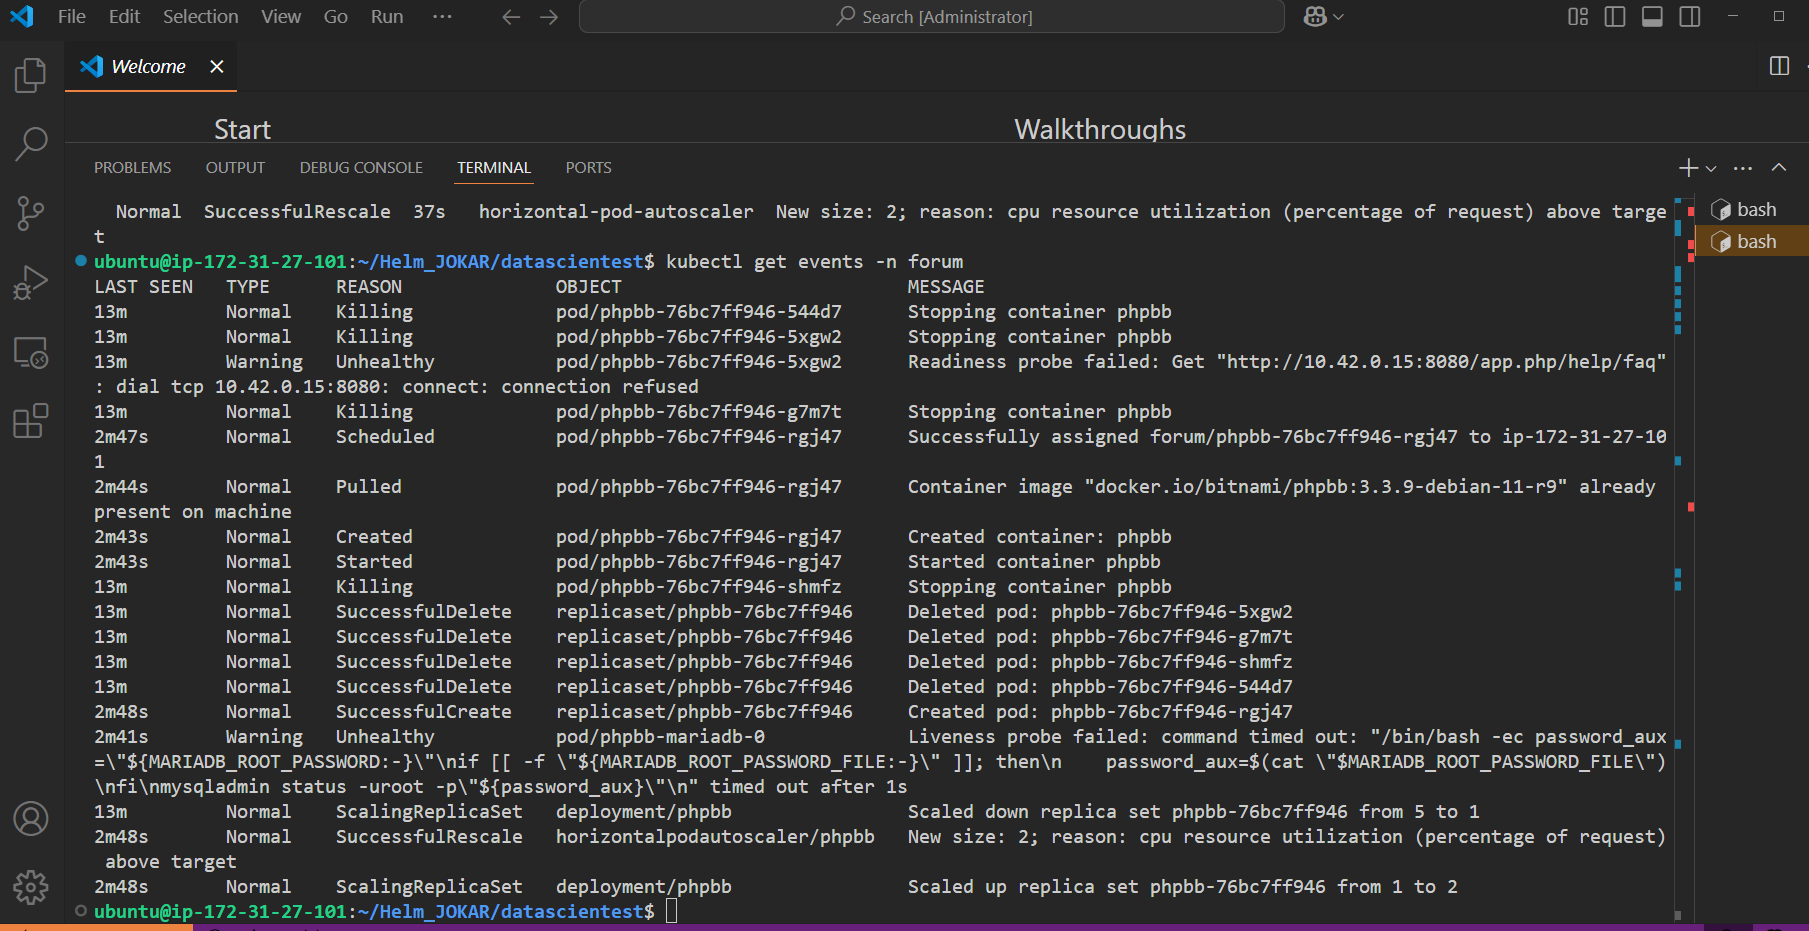 File Edit Selection View Go Run ··· Search [Administrator]
Welcome
Start Walkthroughs
PROBLEMS OUTPUT DEBUG CONSOLE TERMINAL PORTS
Normal SuccessfulRescale 37s horizontal-pod-autoscaler New size: 2; reason: cpu resource utilization (percentage of request) above targe
t
bash
bash
ubuntu@ip-172-31-27-101:~/Helm_JOKAR/datascientest$ kubectl get events -n forum
LAST SEEN TYPE REASON OBJECT MESSAGE
13m Normal Killing pod/phpbb-76bc7ff946-544d7 Stopping container phpbb
13m Normal Killing pod/phpbb-76bc7ff946-5xgw2 Stopping container phpbb
13m Warning Unhealthy pod/phpbb-76bc7ff946-5xgw2 Readiness probe failed: Get "http://10.42.0.15:8080/app.php/help/faq"
: dial tcp 10.42.0.15:8080: connect: connection refused
13m Normal Killing pod/phpbb-76bc7ff946-g7m7t Stopping container phpbb
2m47s Normal Scheduled pod/phpbb-76bc7ff946-rgj47 Successfully assigned forum/phpbb-76bc7ff946-rgj47 to ip-172-31-27-10
1
2m44s Normal Pulled pod/phpbb-76bc7ff946-rgj47 Container image "docker.io/bitnami/phpbb:3.3.9-debian-11-r9" already
present on machine
2m43s Normal Created pod/phpbb-76bc7ff946-rgj47 Created container: phpbb
2m43s Normal Started pod/phpbb-76bc7ff946-rgj47 Started container phpbb
13m Normal Killing pod/phpbb-76bc7ff946-shmfz Stopping container phpbb
13m Normal SuccessfulDelete replicaset/phpbb-76bc7ff946 Deleted pod: phpbb-76bc7ff946-5xgw2
13m Normal SuccessfulDelete replicaset/phpbb-76bc7ff946 Deleted pod: phpbb-76bc7ff946-g7m7t
13m Normal SuccessfulDelete replicaset/phpbb-76bc7ff946 Deleted pod: phpbb-76bc7ff946-shmfz
13m Normal SuccessfulDelete replicaset/phpbb-76bc7ff946 Deleted pod: phpbb-76bc7ff946-544d7
2m48s Normal SuccessfulCreate replicaset/phpbb-76bc7ff946 Created pod: phpbb-76bc7ff946-rgj47
2m41s Warning Unhealthy pod/phpbb-mariadb-0 Liveness probe failed: command timed out: "/bin/bash -ec password_aux
=\"${MARIADB_ROOT_PASSWORD:-}\"\nif [[ -f \"${MARIADB_ROOT_PASSWORD_FILE:-}\" ]]; then\n    password_aux=$(cat \"$MARIADB_ROOT_PASSWORD_FILE\")
\nfi\nmysqladmin status -uroot -p\"${password_aux}\"\n" timed out after 1s
13m Normal ScalingReplicaSet deployment/phpbb Scaled down replica set phpbb-76bc7ff946 from 5 to 1
2m48s Normal SuccessfulRescale horizontalpodautoscaler/phpbb New size: 2; reason: cpu resource utilization (percentage of request)
above target
2m48s Normal ScalingReplicaSet deployment/phpbb Scaled up replica set phpbb-76bc7ff946 from 1 to 2
ubuntu@ip-172-31-27-101:~/Helm_JOKAR/datascientest$